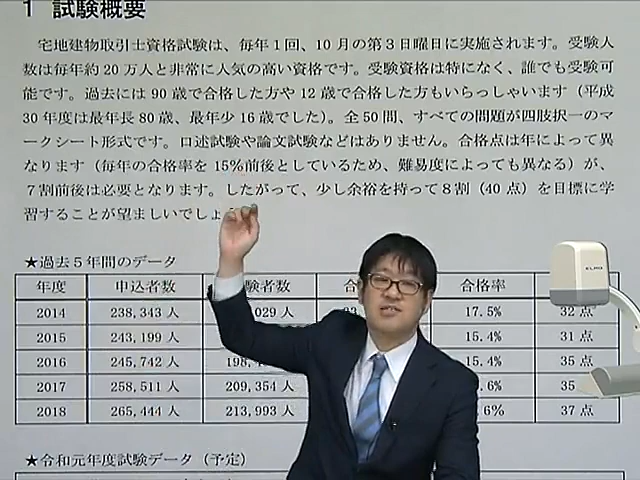 1 試験概要
宅地建物取引士資格試験は、毎年1回、10月の第3日曜日に実施されます。受験人
数は毎年約20万人と非常に人気の高い資格です。受験資格は特になく、誰でも受験可
能です。過去には90歳で合格した方や12歳で合格した方もいらっしゃいます（平成
30年度は最年長80歳、最年少16歳でした）。全50問、すべての問題が四肢択一のマ
ークシート形式です。口述試験や論文試験などはありません。合格点は年によって異
なります（毎年の合格率を15%前後としているため、難易度によっても異なる）が、
7割前後は必要となります。したがって、少し余裕を持って8割（40点）を目標に学
習することが望ましいでしょ
★過去5年間のデータ
年度 申込者数 験者数 合 合格率
2014 238,343人 029人 17.5% 32点
2015 243,199人 15.4% 31点
2016 245,742人 198, 15.4% 35点
2017 258,511人 209,354人 .6% 35
2018 265,444人 213,993人 .6% 37点
★令和元年度試験データ（予定）
ELMO